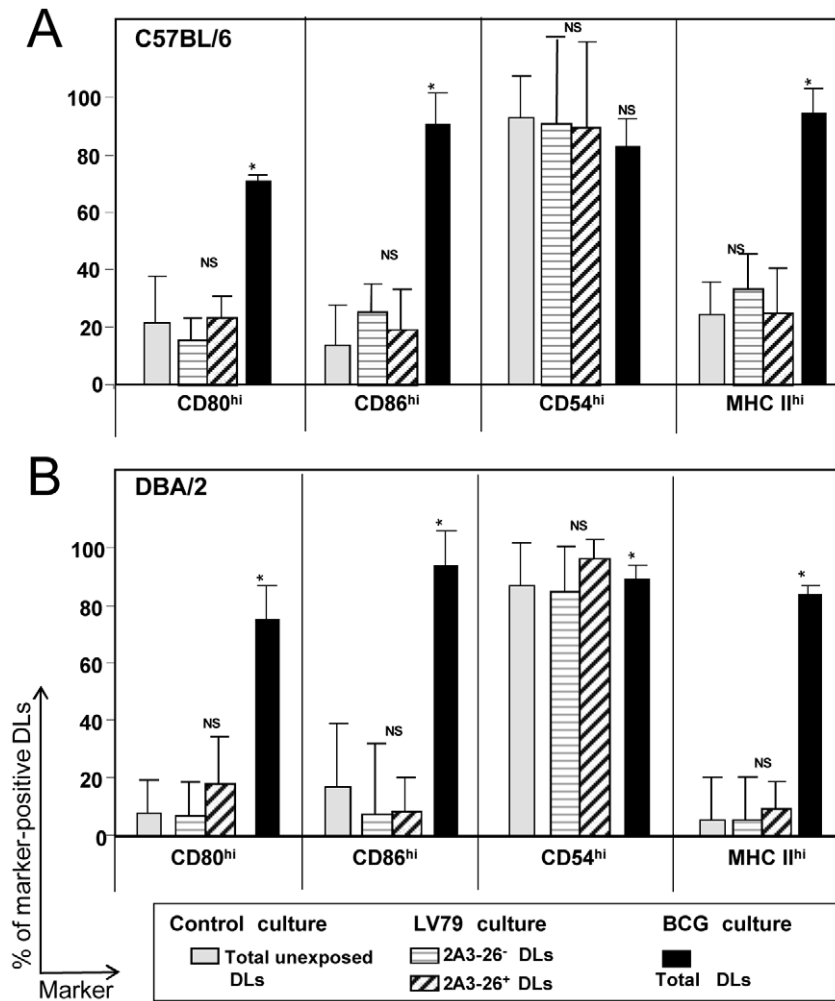 A
C57BL/6
NS
*
*
NS
*
100
80
*
60
NS
NS
NS
40
20
0
CD80hi
CD86hi
CD54hi
MHC IIhi
B
DBA/2
*
NS
*
100
*
*
80
60
40
NS
NS
NS
20
0
CD80hi
CD86hi
CD54hi
MHC IIhi
% of marker-positive DLs
Marker
Control culture
LV79 culture
BCG culture
Total unexposed
DLs
2A3-26- DLs
2A3-26+ DLs
Total DLs